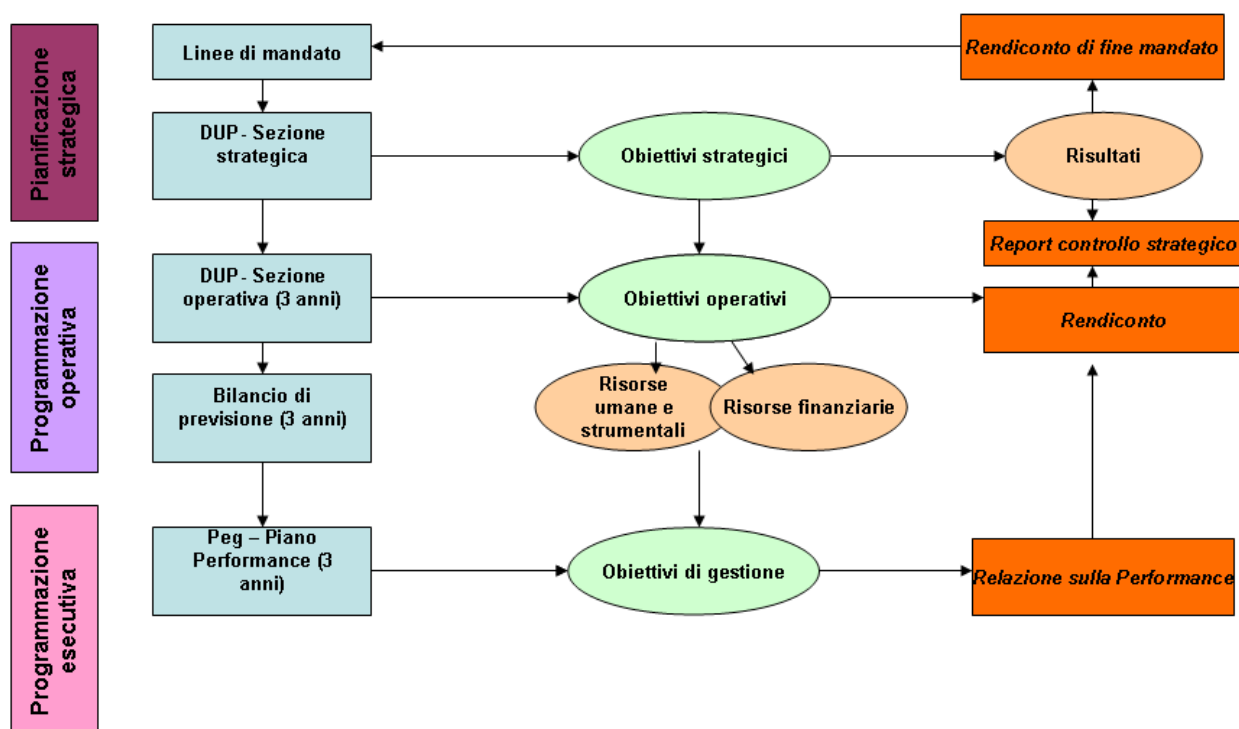 Pianificazione
strategica
Linee di mandato
Rendiconto di fine mandato
DUP - Sezione
strategica
Obiettivi strategici
Risultati
Report controllo strategico
Programmazione
operativa
DUP - Sezione
operativa (3 anni)
Obiettivi operativi
Rendiconto
Bilancio di
previsione (3 anni)
Risorse
umane e
strumentali
Risorse finanziarie
Programmazione
esecutiva
Peg – Piano
Performance (3
anni)
Obiettivi di gestione
Relazione sulla Performance